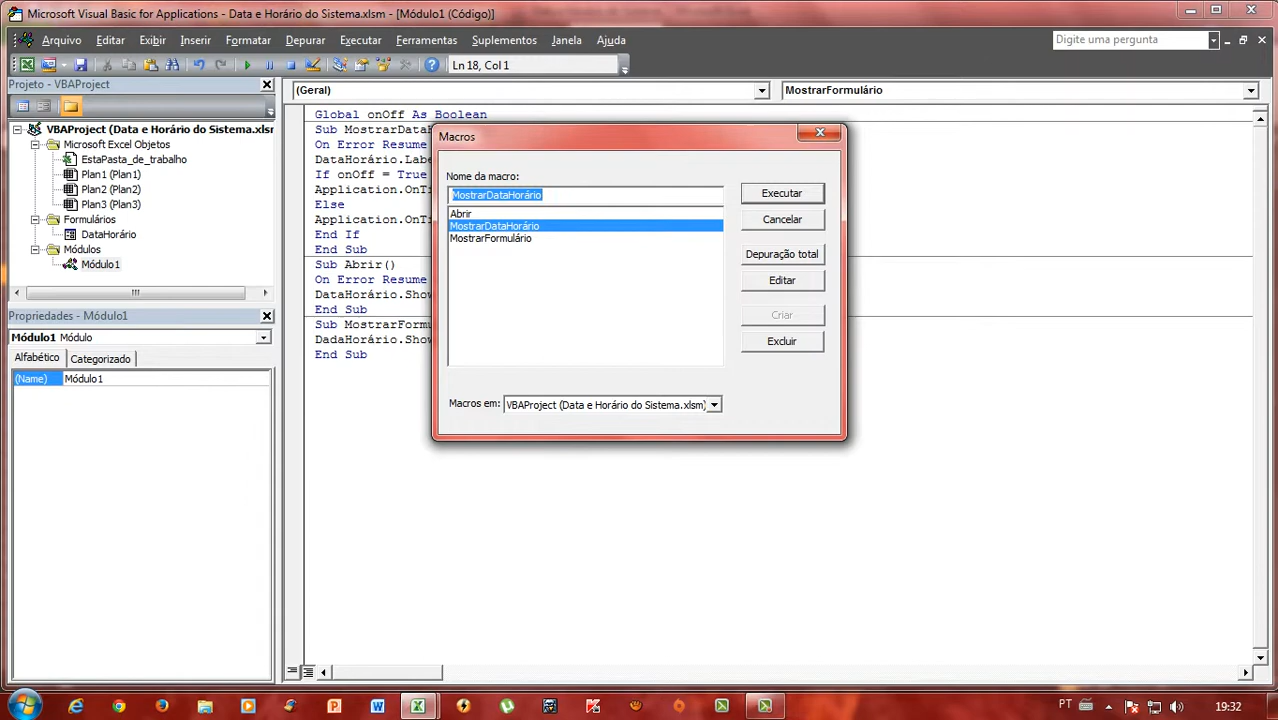 Microsoft Visual Basic for Applications - Data e Horário do Sistema.xlsm - [Módulo1 (Código)]
Arquivo Editar Exibir Inserir Formatar Depurar Executar Ferramentas Suplementos Janela Ajuda
Digite uma pergunta
Ln 18, Col 1
Projeto - VBAProject
VBAProject (Data e Horário do Sistema.xlsm
Microsoft Excel Objetos
EstaPasta_de_trabalho
Plan1 (Plan1)
Plan2 (Plan2)
Plan3 (Plan3)
Formulários
DataHorário
Módulos
Módulo1
Propriedades - Módulo1
Módulo1 Módulo
Alfabético Categorizado
(Name) Módulo1
(Geral) MostrarFormulário
Global onOff As Boolean
Sub MostrarDataH
On Error Resume
DataHorário.Labe
If onOff = True
Application.OnTi
Else
Application.OnTi
End If
End Sub
Sub Abrir()
On Error Resume
DataHorário.Show
End Sub
Sub MostrarFormu
DadaHorário.Show
End Sub
Macros
Nome da macro:
MostrarDataHorário
Abrir
MostrarDataHorário
MostrarFormulário
Executar
Cancelar
Depuração total
Editar
Criar
Excluir
Macros em: VBAProject (Data e Horário do Sistema.xlsm)
PT 19:32